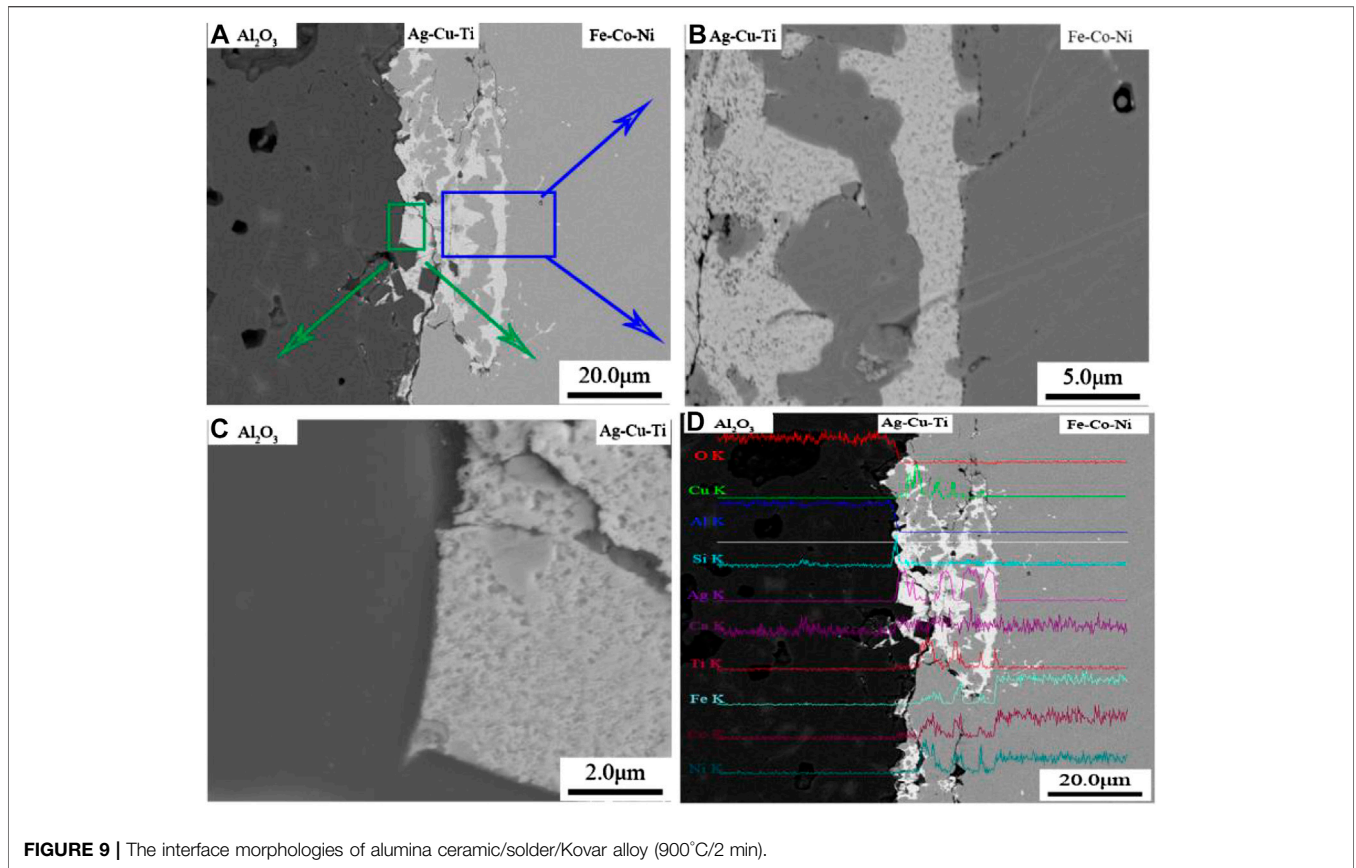 A Al₂O₃ Ag-Cu-Ti Fe-Co-Ni
20.0μm
B Ag-Cu-Ti Fe-Co-Ni
5.0μm
C Al₂O₃ Ag-Cu-Ti
2.0μm
D Al₂O₃ Ag-Cu-Ti Fe-Co-Ni
O K
Cu K
Al K
Si K
Ag K
Ca K
Ti K
Fe K
Co K
Ni K
20.0μm
FIGURE 9 | The interface morphologies of alumina ceramic/solder/Kovar alloy (900°C/2 min).